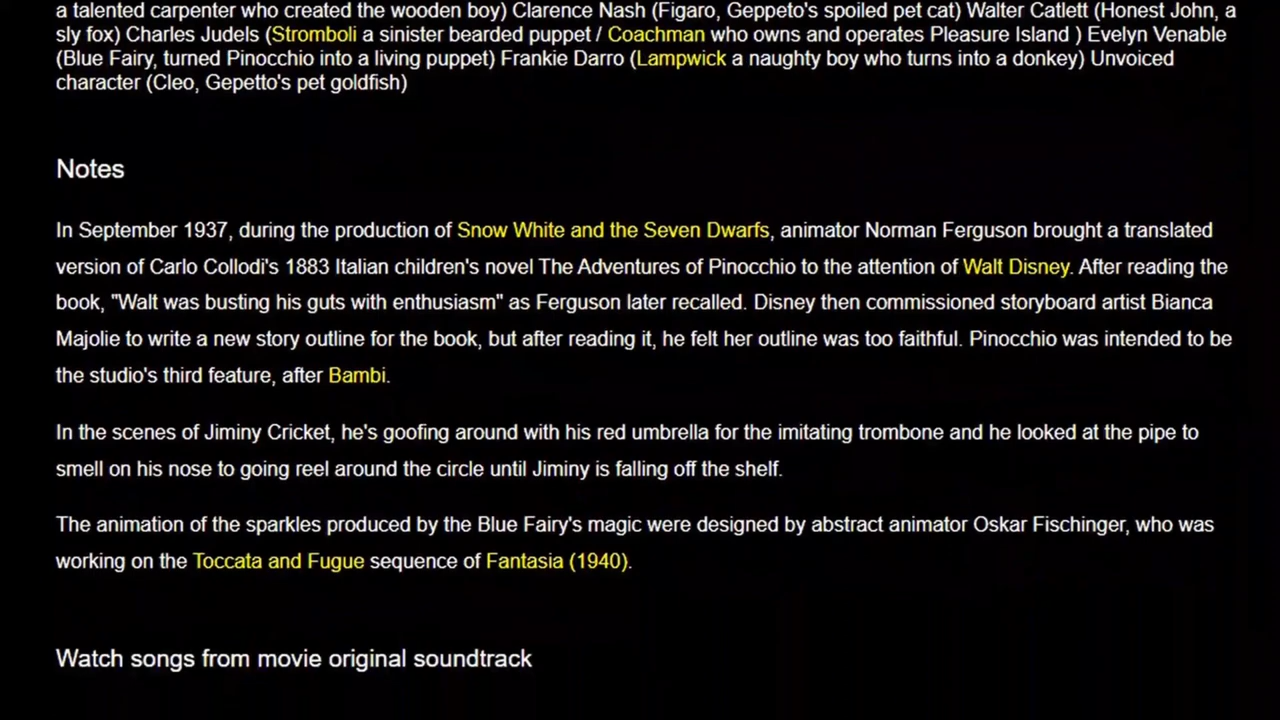 a talented carpenter who created the wooden boy) Clarence Nash (Figaro, Geppeto's spoiled pet cat) Walter Catlett (Honest John, a
sly fox) Charles Judels (Stromboli a sinister bearded puppet / Coachman who owns and operates Pleasure Island ) Evelyn Venable
(Blue Fairy, turned Pinocchio into a living puppet) Frankie Darro (Lampwick a naughty boy who turns into a donkey) Unvoiced
character (Cleo, Gepetto's pet goldfish)
Notes
In September 1937, during the production of Snow White and the Seven Dwarfs, animator Norman Ferguson brought a translated
version of Carlo Collodi's 1883 Italian children's novel The Adventures of Pinocchio to the attention of Walt Disney. After reading the
book, "Walt was busting his guts with enthusiasm" as Ferguson later recalled. Disney then commissioned storyboard artist Bianca
Majolie to write a new story outline for the book, but after reading it, he felt her outline was too faithful. Pinocchio was intended to be
the studio's third feature, after Bambi.
In the scenes of Jiminy Cricket, he's goofing around with his red umbrella for the imitating trombone and he looked at the pipe to
smell on his nose to going reel around the circle until Jiminy is falling off the shelf.
The animation of the sparkles produced by the Blue Fairy's magic were designed by abstract animator Oskar Fischinger, who was
working on the Toccata and Fugue sequence of Fantasia (1940).
Watch songs from movie original soundtrack